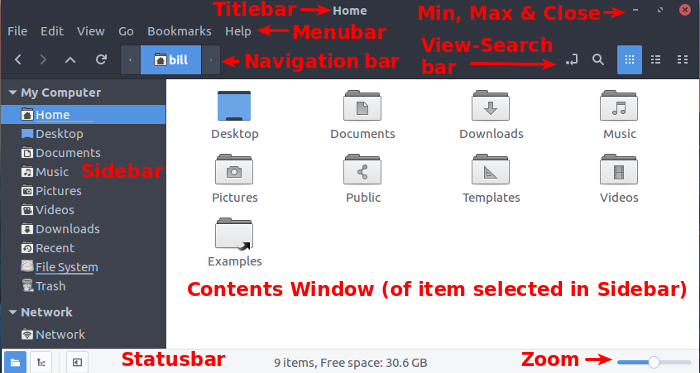 Titlebar Home Min, Max & Close
File Edit View Go Bookmarks Help Menubar
bill Navigation bar View-Search bar
My Computer
Home
Desktop
Documents
Music
Pictures
Videos
Downloads
Recent
File System
Trash
Network
Network
Sidebar
Desktop Documents Downloads Music
Pictures Public Templates Videos
Examples
Contents Window (of item selected in Sidebar)
Statusbar 9 items, Free space: 30.6 GB Zoom